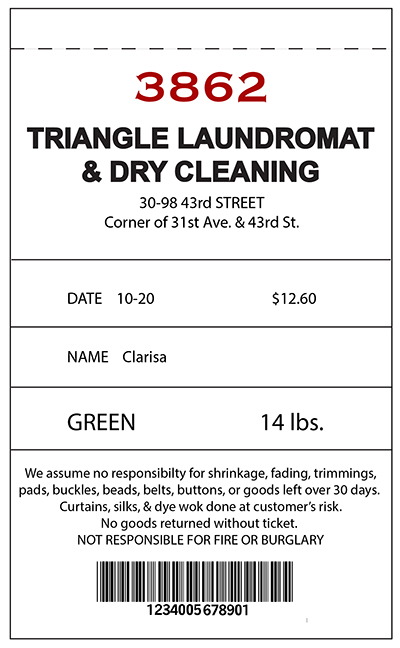 3862
TRIANGLE LAUNDROMAT
& DRY CLEANING
30-98 43rd STREET
Corner of 31st Ave. & 43rd St.
DATE 10-20 $12.60
NAME Clarisa
GREEN 14 lbs.
We assume no responsibilty for shrinkage, fading, trimmings,
pads, buckles, beads, belts, buttons, or goods left over 30 days.
Curtains, silks, & dye wok done at customer's risk.
No goods returned without ticket.
NOT RESPONSIBLE FOR FIRE OR BURGLARY
1234005678901